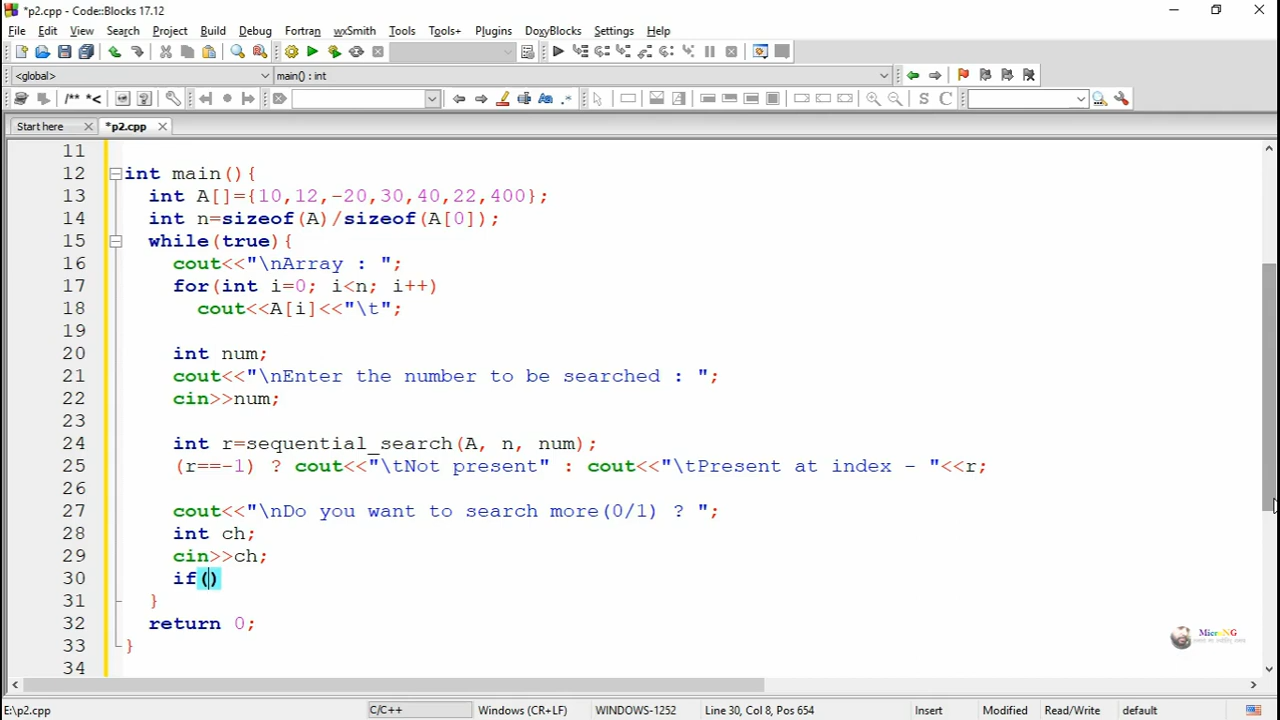 *p2.cpp - Code::Blocks 17.12
File Edit View Search Project Build Debug Fortran wxSmith Tools Tools+ Plugins DoxyBlocks Settings Help
<global> main() : int
/** *<
S C
Start here *p2.cpp
11
12 int main(){
13 int A[]={10,12,-20,30,40,22,400};
14 int n=sizeof(A)/sizeof(A[0]);
15 while(true){
16 cout<<"\nArray : ";
17 for(int i=0; i<n; i++)
18 cout<<A[i]<<"\t";
19
20 int num;
21 cout<<"\nEnter the number to be searched : ";
22 cin>>num;
23
24 int r=sequential_search(A, n, num);
25 (r==-1) ? cout<<"\tNot present" : cout<<"\tPresent at index - "<<r;
26
27 cout<<"\nDo you want to search more(0/1) ? ";
28 int ch;
29 cin>>ch;
30 if()
31 }
32 return 0;
33 }
34
MicroNG
E:\p2.cpp C/C++ Windows (CR+LF) WINDOWS-1252 Line 30, Col 8, Pos 654 Insert Modified Read/Write default